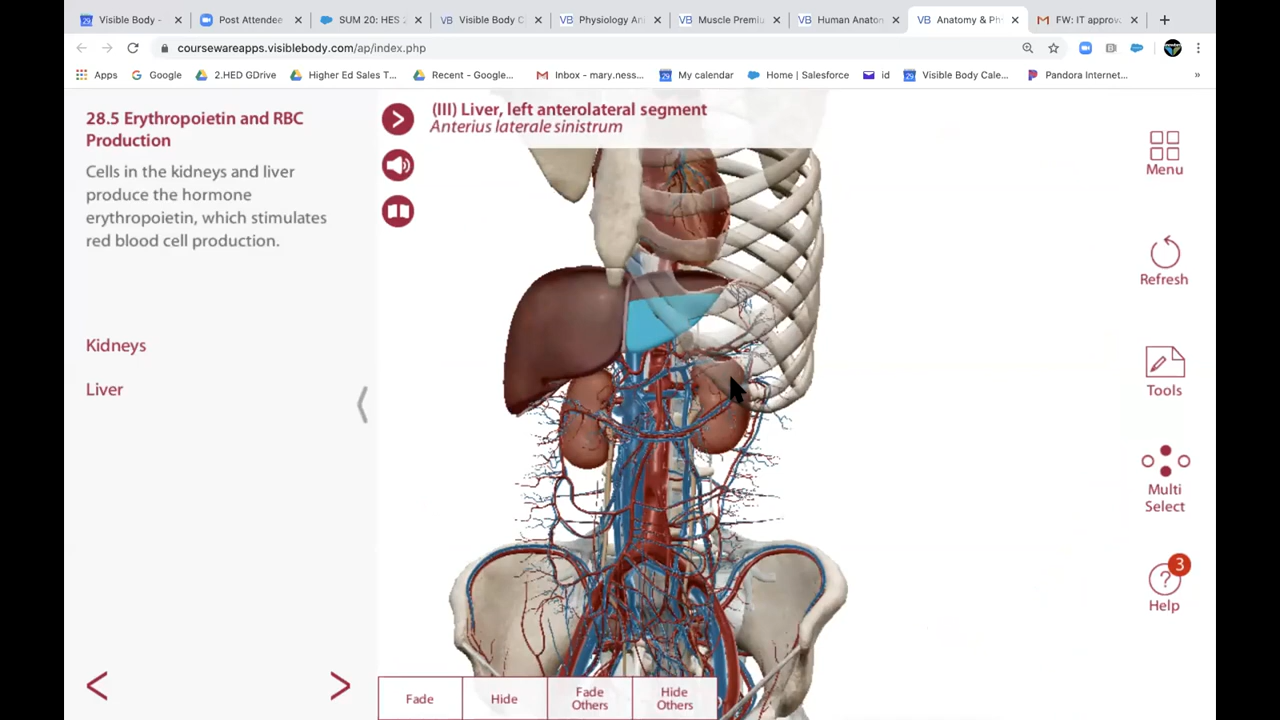 Visible Body -
Post Attendee
SUM 20: HES 2
Visible Body C
Physiology Ani
Muscle Premiu
Human Anaton
Anatomy & Phy
FW: IT approv
coursewareapps.visiblebody.com/ap/index.php
Apps
Google
2.HED GDrive
Higher Ed Sales T...
Recent - Google...
Inbox - mary.ness...
My calendar
Home | Salesforce
id
Visible Body Cale...
Pandora Internet...
»
28.5 Erythropoietin and RBC
Production
Cells in the kidneys and liver
produce the hormone
erythropoietin, which stimulates
red blood cell production.
Kidneys
Liver
(III) Liver, left anterolateral segment
Anterius laterale sinistrum
Menu
Refresh
Tools
Multi
Select
3
Help
Fade
Hide
Fade
Others
Hide
Others